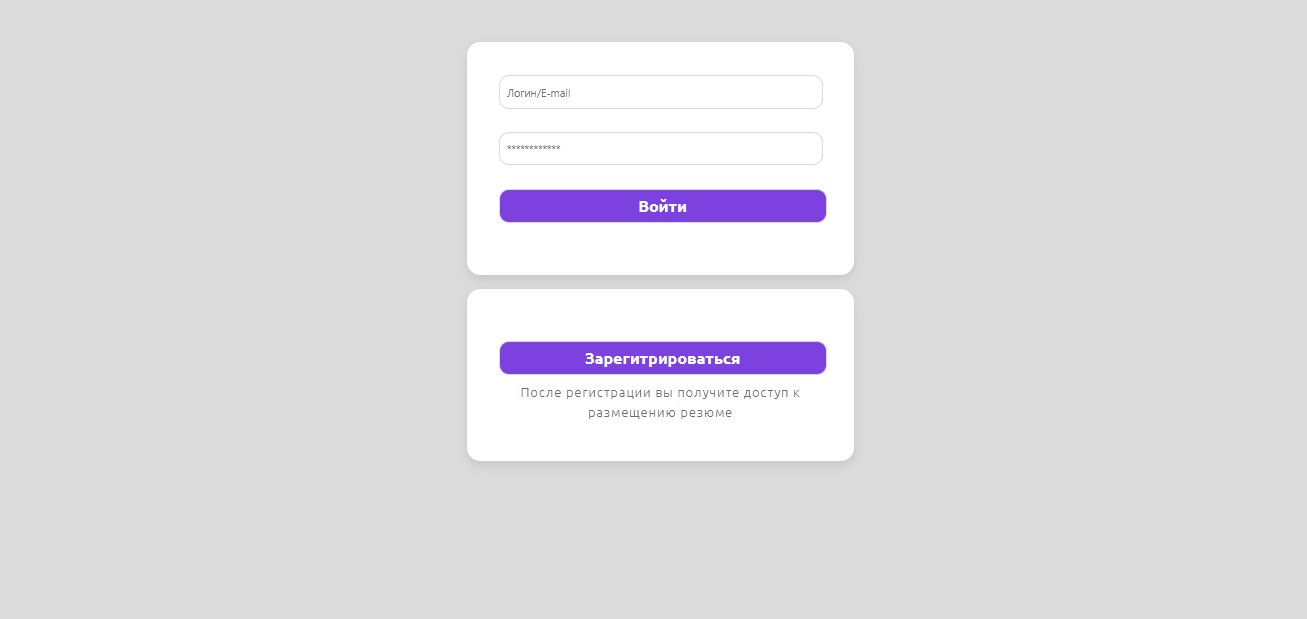 Логин/E-mail
************
Войти
Зарегитрироваться
После регистрации вы получите доступ к
размещению резюме